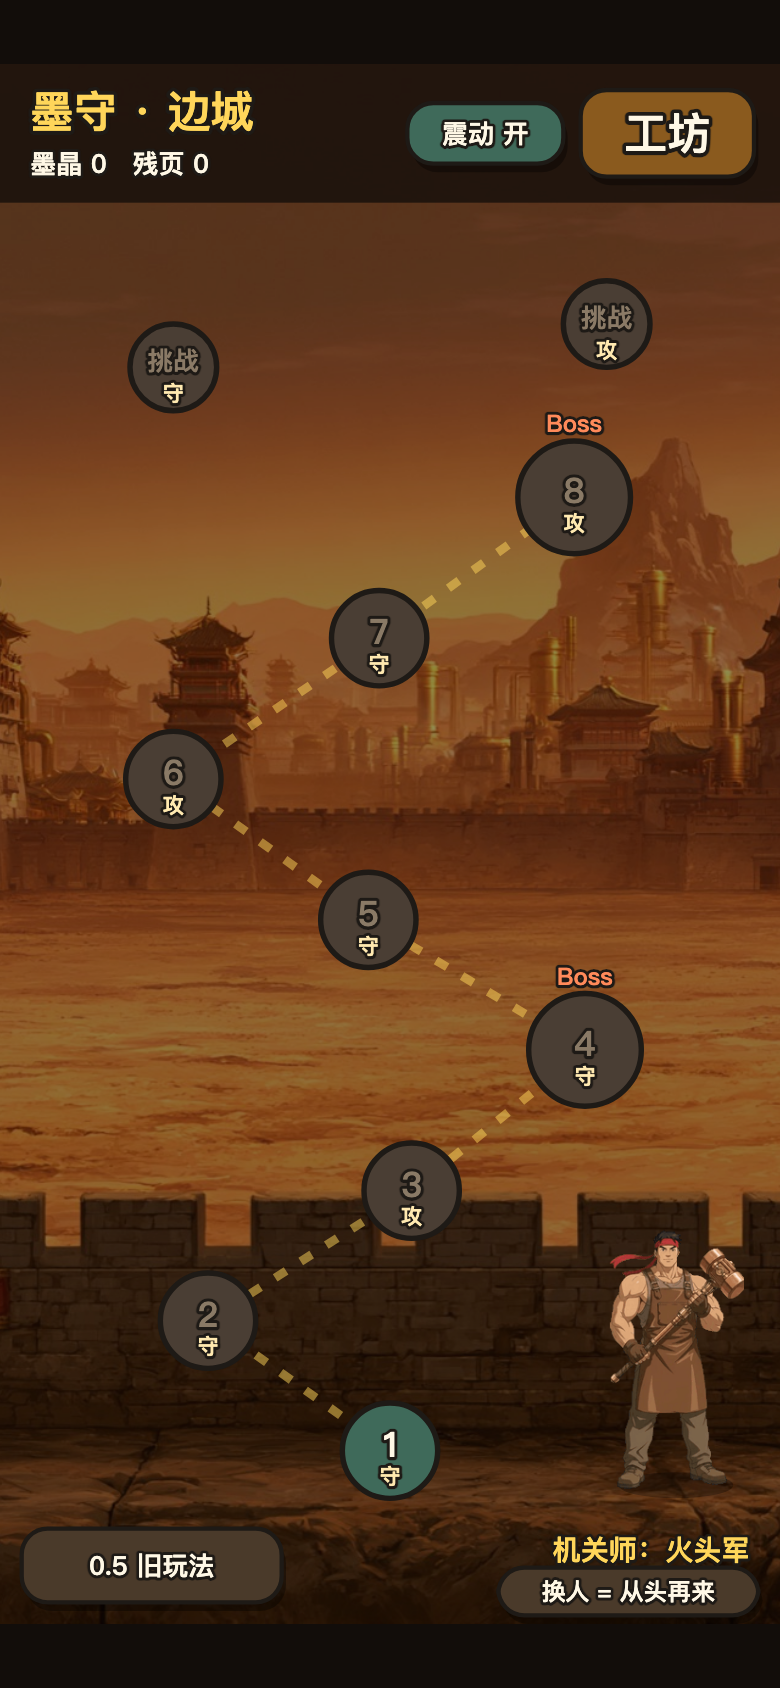 墨守 · 边城
墨晶 0 残页 0
震动 开
工坊
挑战
攻
挑战
守
Boss
8
攻
7
守
6
攻
5
守
Boss
4
守
3
攻
2
守
1
守
0.5 旧玩法
机关师：火头军
换人 = 从头再来